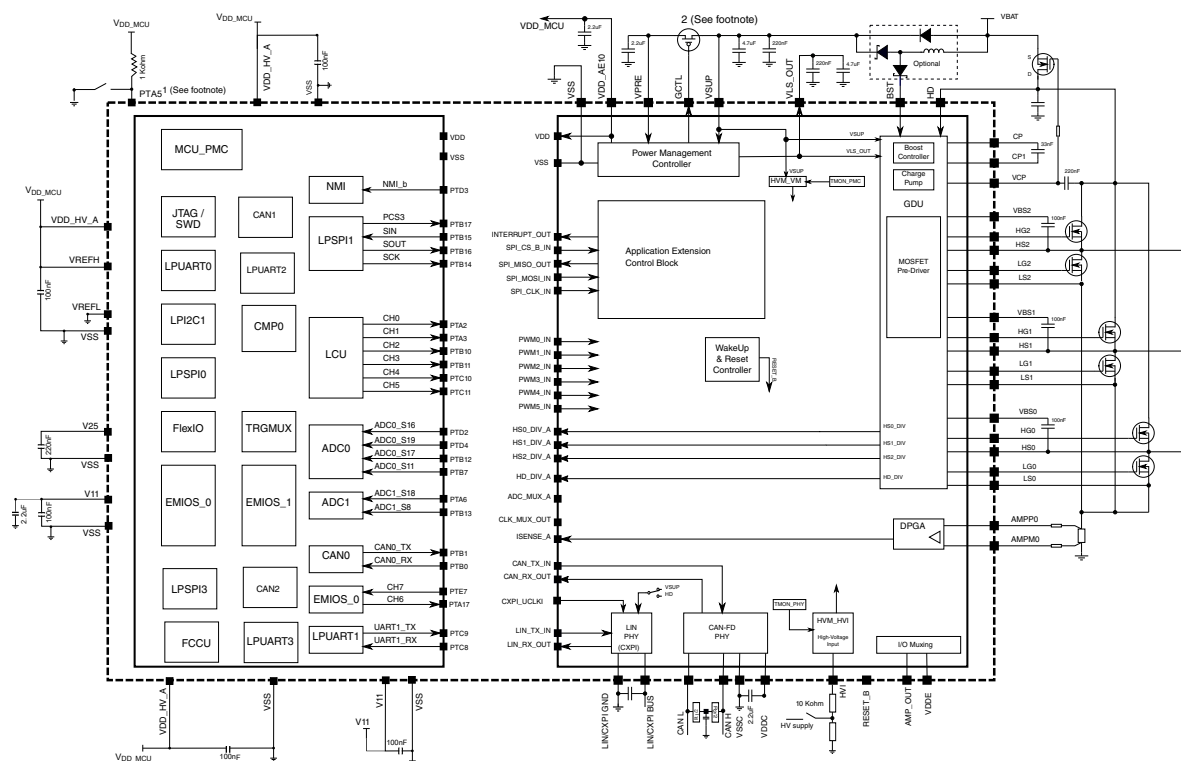 VDD_MCU
1 Kohm
PTA5 1 (See footnote)
VDD_MCU
VDD_HV_A
100nF
VSS
VDD_MCU
2.2uF
VSS
VDD_AE10
2 (See footnote)
2.2uF
VPRE
GCTL
VSUP
4.7uF
220nF
VLS_OUT
220nF
4.7uF
Optional
BST
HD
VBAT
S
D
MCU_PMC
VDD
VSS
NMI
NMI_b
PTD3
JTAG /
SWD
CAN1
LPSPI1
PCS3
SIN
SOUT
SCK
PTB17
PTB15
PTB16
PTB14
LPUART0
LPUART2
LPI2C1
CMP0
LCU
CH0
CH1
CH2
CH3
CH4
CH5
PTA2
PTA3
PTB10
PTB11
PTC10
PTC11
LPSPI0
FlexIO
TRGMUX
ADC0
ADC0_S16
ADC0_S19
ADC0_S17
ADC0_S11
PTD2
PTD4
PTB12
PTB7
EMIOS_0
EMIOS_1
ADC1
ADC1_S18
ADC1_S8
PTA6
PTB13
CAN0
CAN0_TX
CAN0_RX
PTB1
PTB0
LPSPI3
CAN2
EMIOS_0
CH7
CH6
PTE7
PTA17
FCCU
LPUART3
LPUART1
UART1_TX
UART1_RX
PTC9
PTC8
VDD_MCU
VDD_HV_A
VREFH
100nF
VREFL
VSS
V25
220nF
VSS
V11
2.2uF
100nF
VSS
VDD_HV_A
VSS
VDD_MCU
100nF
V11
VSS
V11
100nF
VDD
VSS
Power Management
Controller
VSUP
VLS_OUT
VSUP
HVM_VM
TMON_PMC
Boost
Controller
Charge
Pump
GDU
MOSFET
Pre-Driver
INTERRUPT_OUT
SPI_CS_B_IN
SPI_MISO_OUT
SPI_MOSI_IN
SPI_CLK_IN
Application Extension
Control Block
PWM0_IN
PWM1_IN
PWM2_IN
PWM3_IN
PWM4_IN
PWM5_IN
WakeUp
& Reset
Controller
RESET_B
HS0_DIV_A
HS1_DIV_A
HS2_DIV_A
HD_DIV_A
HS0_DIV
HS1_DIV
HS2_DIV
HD_DIV
ADC_MUX_A
CLK_MUX_OUT
ISENSE_A
DPGA
CAN_TX_IN
CAN_RX_OUT
CXPI_UCLKI
VSUP
HD
LIN_TX_IN
LIN_RX_OUT
LIN
PHY
(CXPI)
CAN-FD
PHY
TMON_PHY
HVM_HVI
High-Voltage
Input
I/O Muxing
LIN/CXPI GND
LIN/CXPI BUS
CAN L
CAN H
VSSC
2.2uF
VDDC
HVI
10 Kohm
HV supply
RESET_B
AMP_OUT
VDDE
CP
33nF
CP1
VCP
220nF
VBS2
100nF
HG2
HS2
LG2
LS2
VBS1
100nF
HG1
HS1
LG1
LS1
VBS0
100nF
HG0
HS0
LG0
LS0
AMPP0
AMPM0